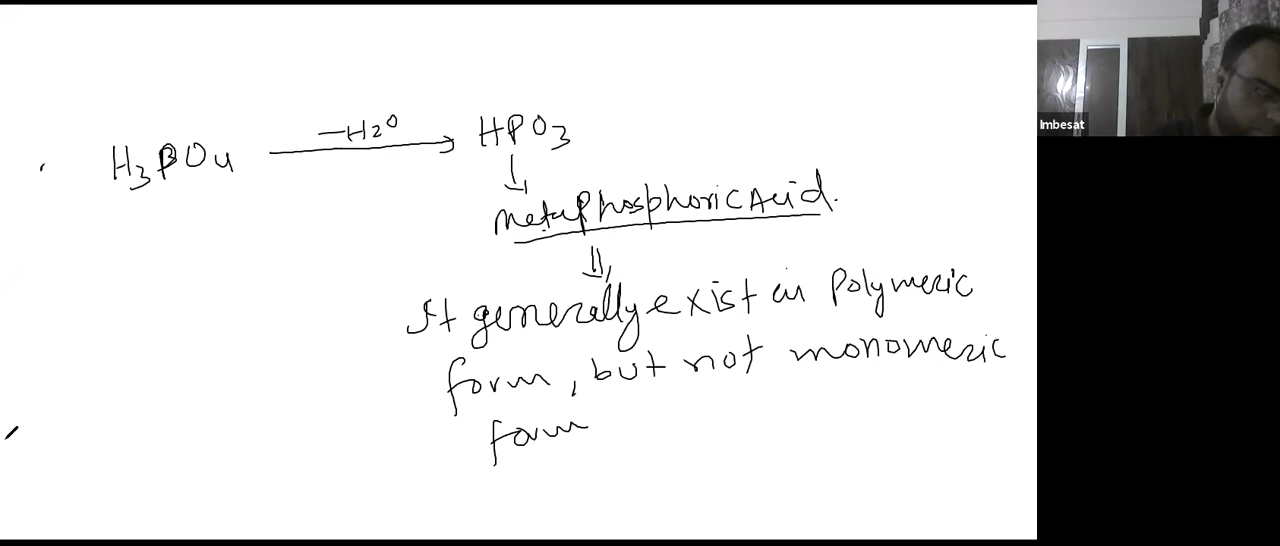 H3PO4 —H2O→ HPO3
↓
metaphosphoric Acid.
⇓
It generally exist in polymeric
form, but not monomeric
form
Imbesat